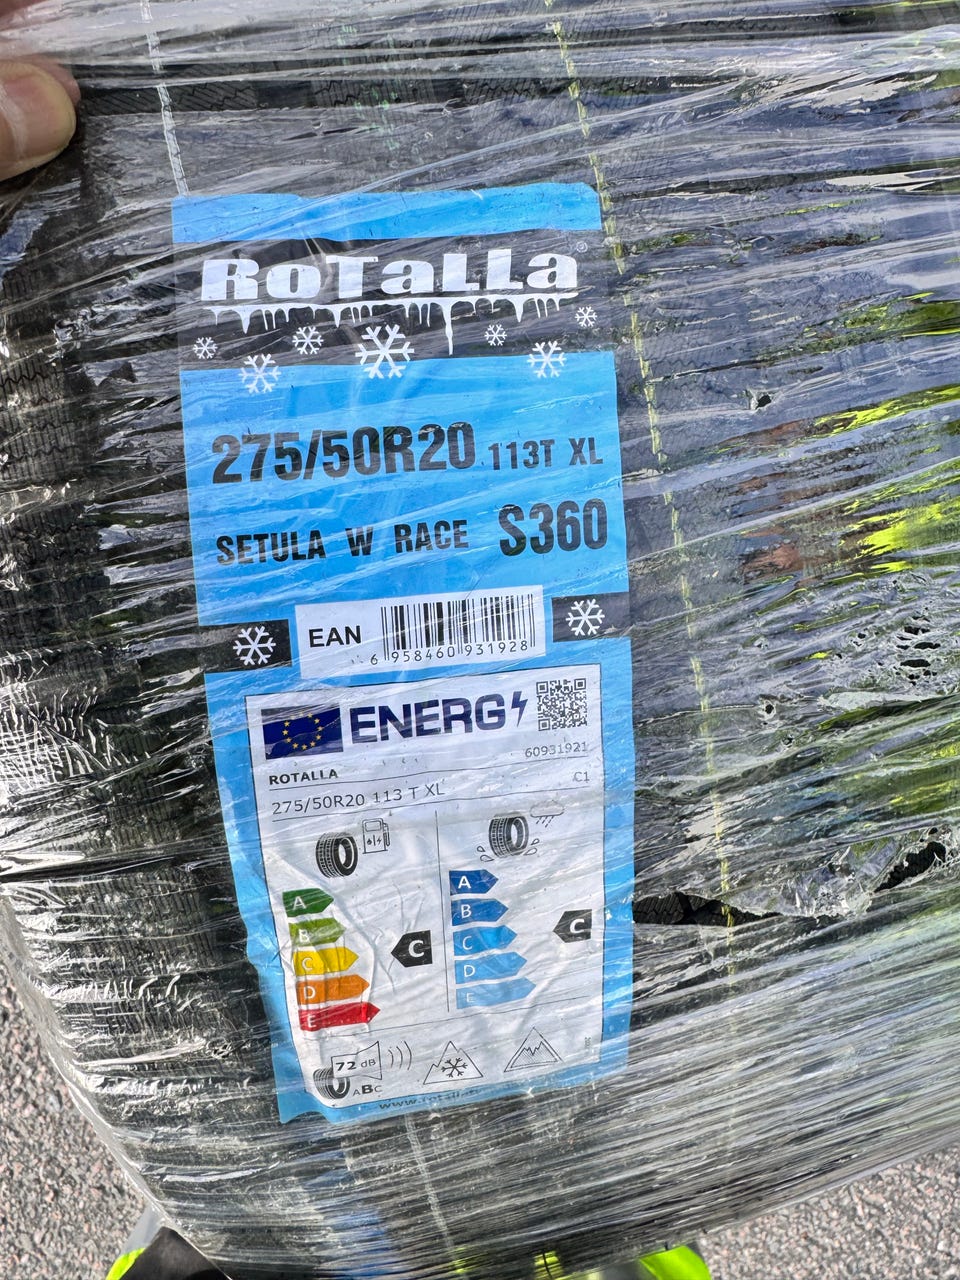 RoTaLLa ®
275/50R20 113T XL
SETULA W RACE S360
EAN
6 958460 931928
ENERG
ROTALLA 60931921
275/50R20 113 T XL C1
A A
B B
C C C C
D D
E E
72 dB
ABC